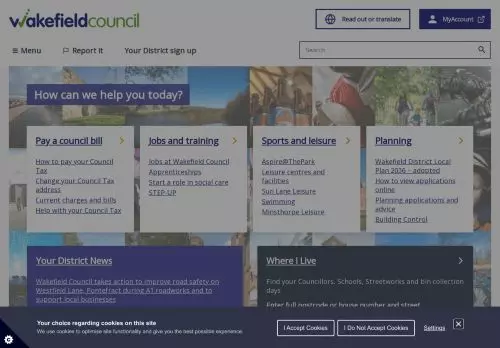 wakefieldcouncil
Read out or translate
MyAccount
Menu
Report it
Your District sign up
Search
How can we help you today?
Pay a council bill
How to pay your Council
Tax
Change your Council Tax
address
Current charges and bills
Help with your Council Tax
Jobs and training
Jobs at Wakefield Council
Apprenticeships
Start a role in social care
STEP-UP
Sports and leisure
Aspire@ThePark
Leisure centres and
facilities
Sun Lane Leisure
Swimming
Minsthorpe Leisure
Planning
Wakefield District Local
Plan 2036 – adopted
How to view applications
online
Planning applications and
advice
Building Control
Your District News
Wakefield Council takes action to improve road safety on
Westfield Lane, Pontefract during A1 roadworks and to
support local businesses
Where I Live
Find your Councillors, Schools, Streetworks and bin collection
days
Enter full postcode or house number and street
Your choice regarding cookies on this site
We use cookies to optimise site functionality and give you the best possible experience.
I Accept Cookies
I Do Not Accept Cookies
Settings